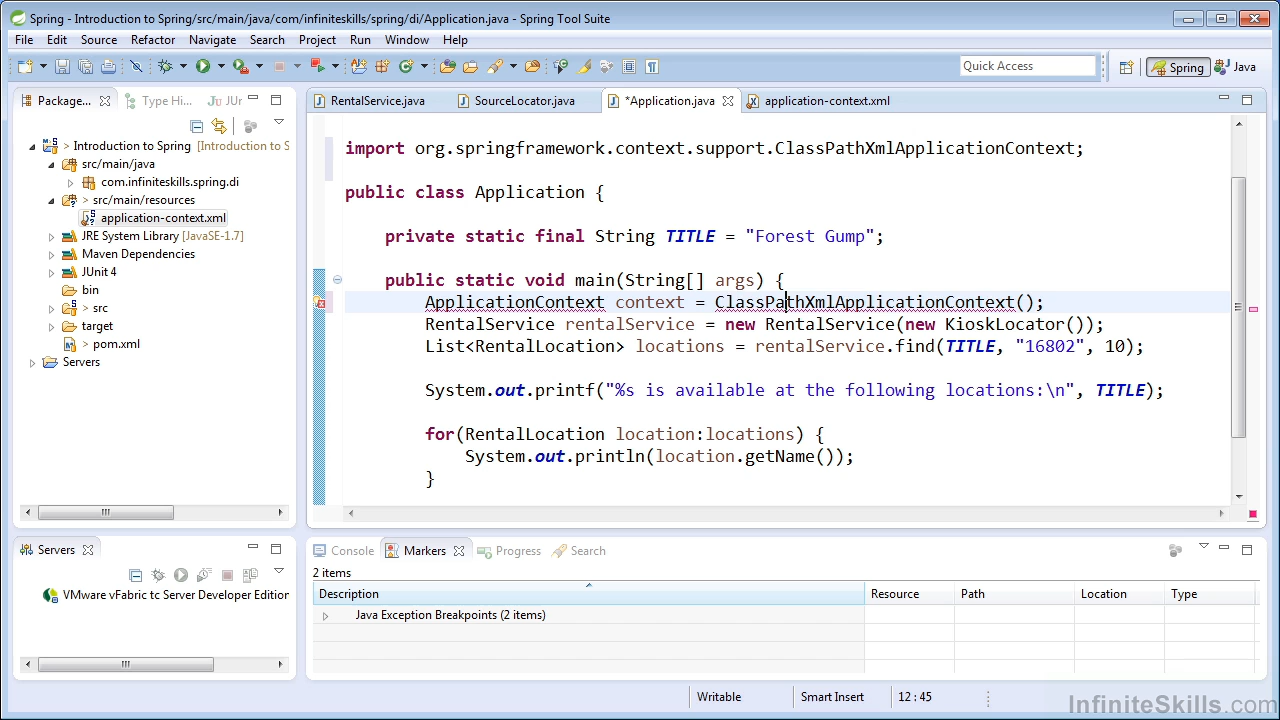 Spring - Introduction to Spring/src/main/java/com/infiniteskills/spring/di/Application.java - Spring Tool Suite
File Edit Source Refactor Navigate Search Project Run Window Help
Quick Access
Spring
Java
Package...
Type Hi...
JUr
RentalService.java
SourceLocator.java
*Application.java
application-context.xml
Introduction to Spring [Introduction to S
src/main/java
com.infiniteskills.spring.di
> src/main/resources
application-context.xml
JRE System Library [JavaSE-1.7]
Maven Dependencies
JUnit 4
bin
> src
target
> pom.xml
Servers
import org.springframework.context.support.ClassPathXmlApplicationContext;
public class Application {
private static final String TITLE = "Forest Gump";
public static void main(String[] args) {
ApplicationContext context = ClassPathXmlApplicationContext();
RentalService rentalService = new RentalService(new KioskLocator());
List<RentalLocation> locations = rentalService.find(TITLE, "16802", 10);
System.out.printf("%s is available at the following locations:\n", TITLE);
for(RentalLocation location:locations) {
System.out.println(location.getName());
}
Servers
VMware vFabric tc Server Developer Edition
Console
Markers
Progress
Search
2 items
Description Resource Path Location Type
Java Exception Breakpoints (2 items)
Writable Smart Insert 12 : 45
InfiniteSkills.com